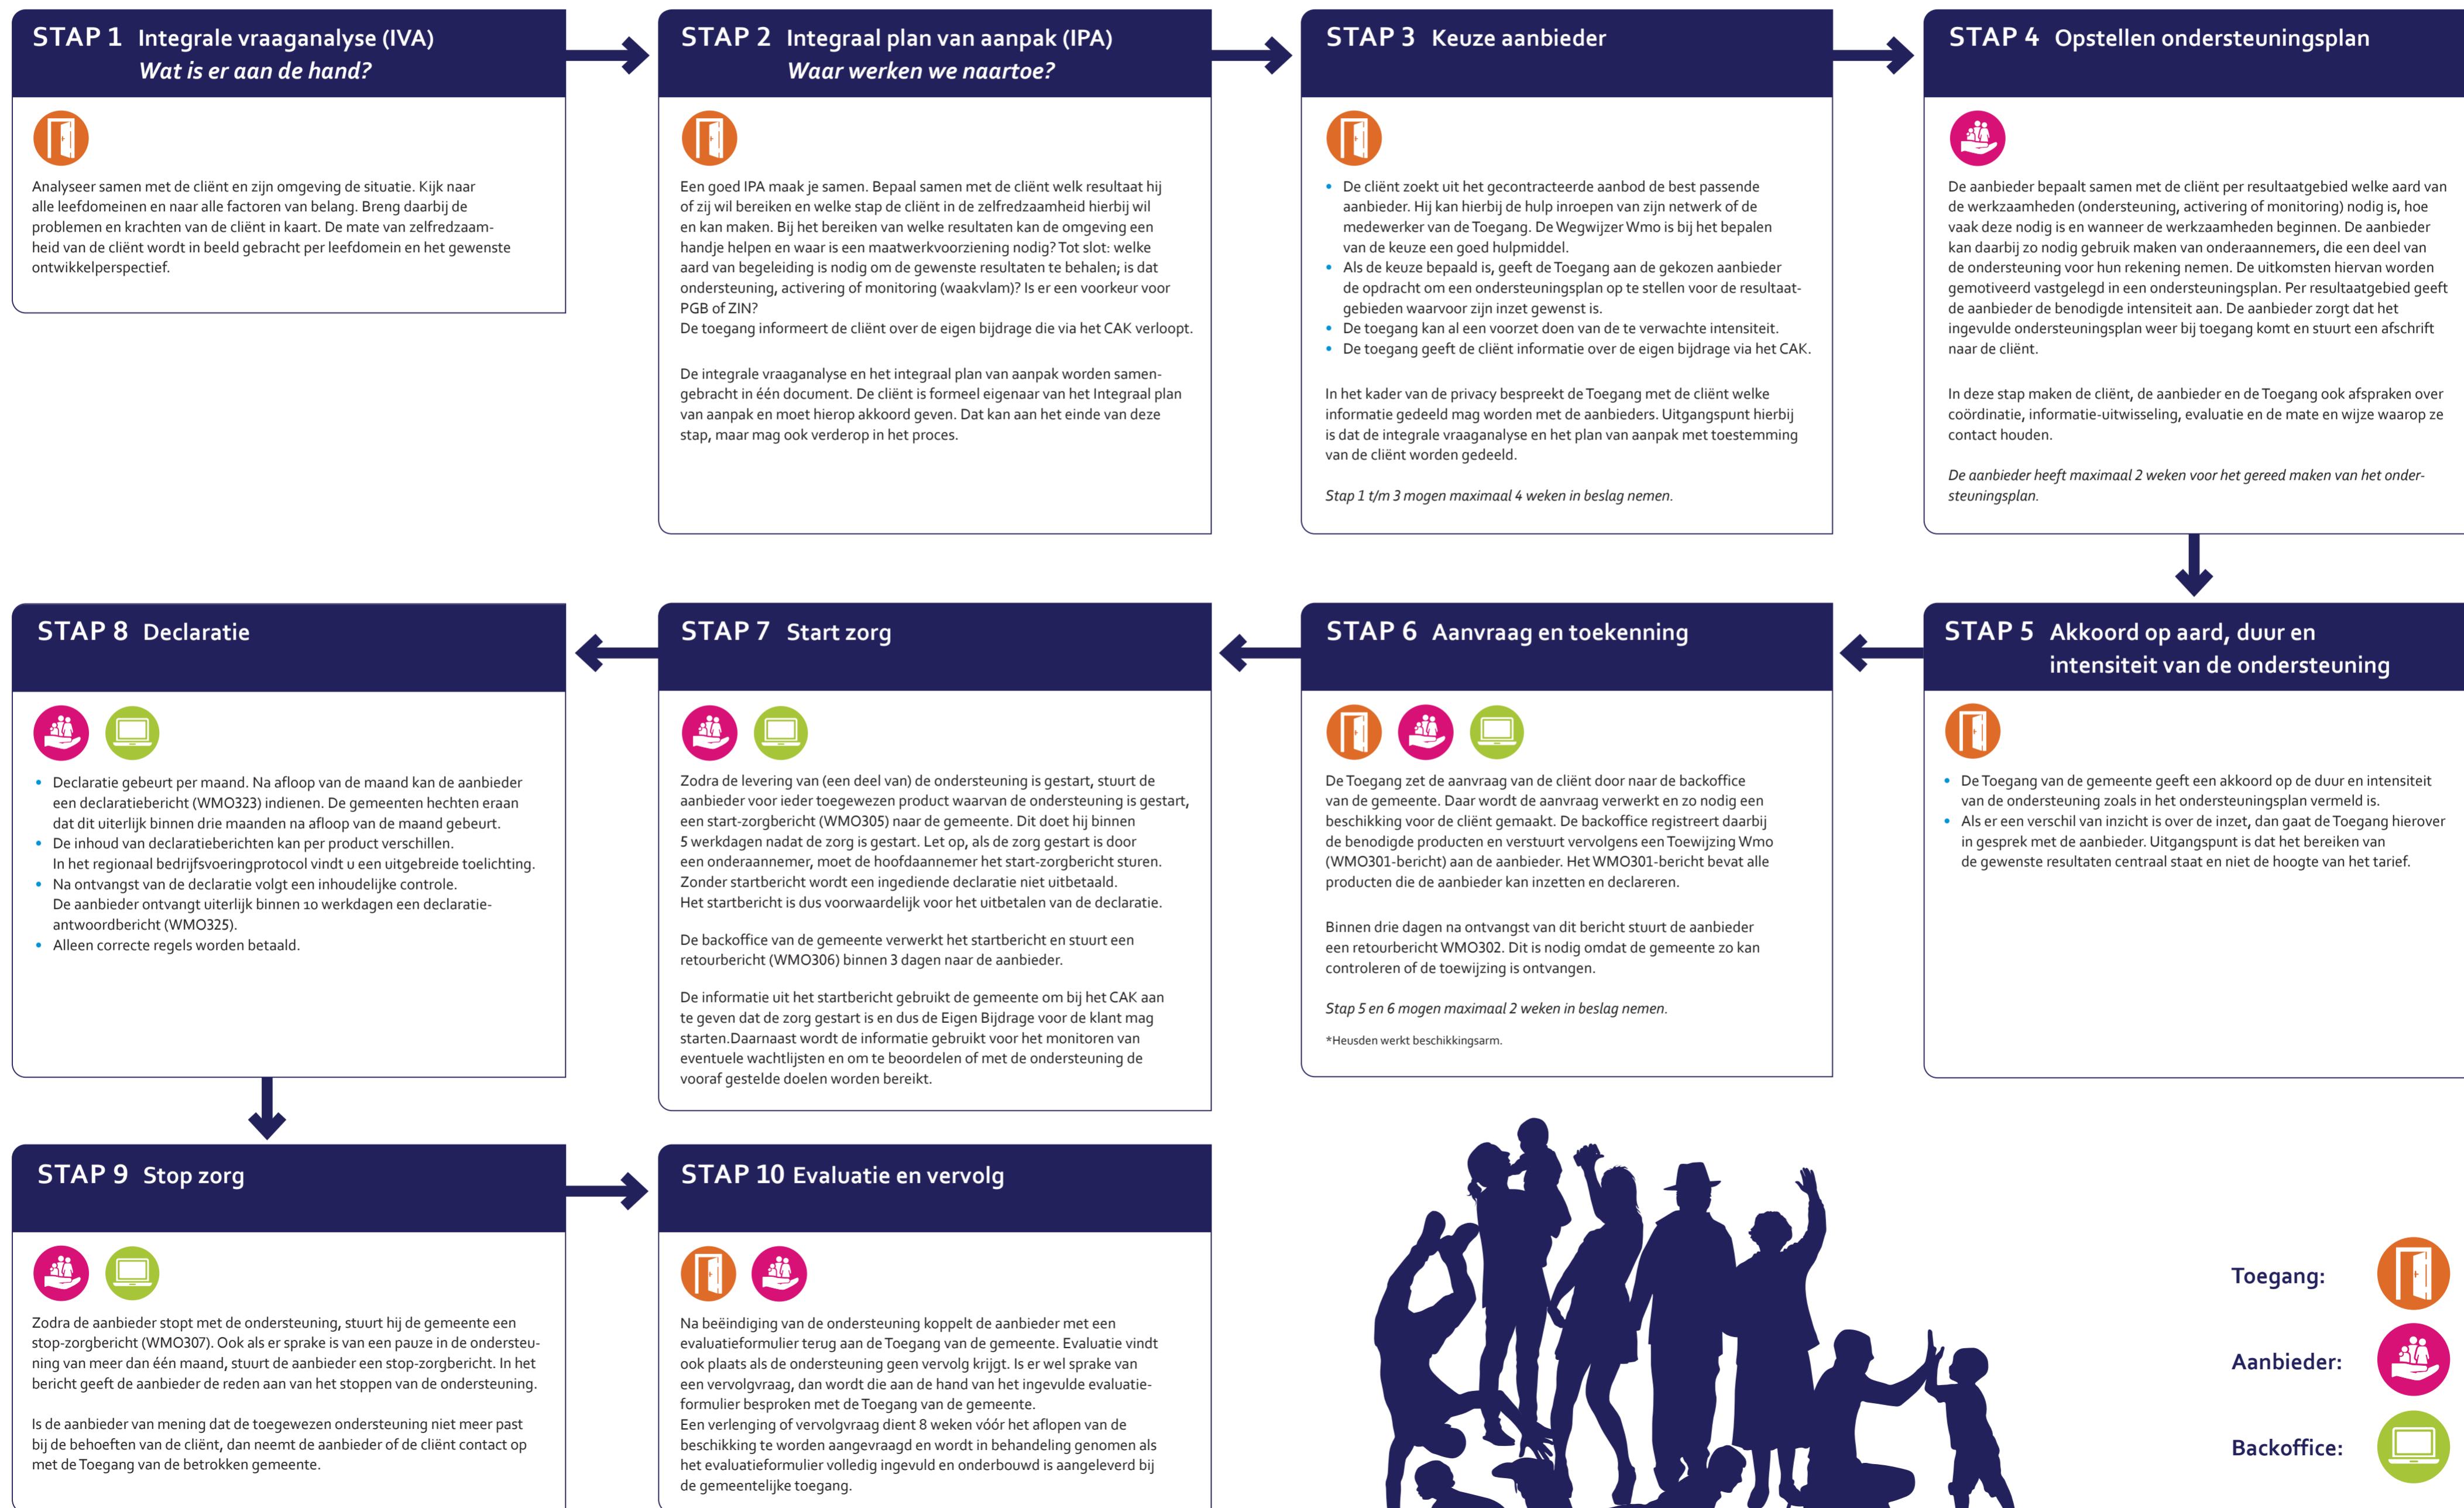 STAP 1 Integrale vraaganalyse (IVA)
Wat is er aan de hand?
Analyseer samen met de cliënt en zijn omgeving de situatie. Kijk naar
alle leefdomeinen en naar alle factoren van belang. Breng daarbij de
problemen en krachten van de cliënt in kaart. De mate van zelfredzaam-
heid van de cliënt wordt in beeld gebracht per leefdomein en het gewenste
ontwikkelperspectief.
STAP 2 Integraal plan van aanpak (IPA)
Waar werken we naartoe?
Een goed IPA maak je samen. Bepaal samen met de cliënt welk resultaat hij
of zij wil bereiken en welke stap de cliënt in de zelfredzaamheid hierbij wil
en kan maken. Bij het bereiken van welke resultaten kan de omgeving een
handje helpen en waar is een maatwerkvoorziening nodig? Tot slot: welke
aard van begeleiding is nodig om de gewenste resultaten te behalen; is dat
ondersteuning, activering of monitoring (waakvlam)? Is er een voorkeur voor
PGB of ZIN?
De toegang informeert de cliënt over de eigen bijdrage die via het CAK verloopt.
De integrale vraaganalyse en het integraal plan van aanpak worden samen-
gebracht in één document. De cliënt is formeel eigenaar van het Integraal plan
van aanpak en moet hierop akkoord geven. Dat kan aan het einde van deze
stap, maar mag ook verderop in het proces.
STAP 3 Keuze aanbieder
• De cliënt zoekt uit het gecontracteerde aanbod de best passende
aanbieder. Hij kan hierbij de hulp inroepen van zijn netwerk of de
medewerker van de Toegang. De Wegwijzer Wmo is bij het bepalen
van de keuze een goed hulpmiddel.
• Als de keuze bepaald is, geeft de Toegang aan de gekozen aanbieder
de opdracht om een ondersteuningsplan op te stellen voor de resultaat-
gebieden waarvoor zijn inzet gewenst is.
• De toegang kan al een voorzet doen van de te verwachte intensiteit.
• De toegang geeft de cliënt informatie over de eigen bijdrage via het CAK.
In het kader van de privacy bespreekt de Toegang met de cliënt welke
informatie gedeeld mag worden met de aanbieders. Uitgangspunt hierbij
is dat de integrale vraaganalyse en het plan van aanpak met toestemming
van de cliënt worden gedeeld.
Stap 1 t/m 3 mogen maximaal 4 weken in beslag nemen.
STAP 4 Opstellen ondersteuningsplan
De aanbieder bepaalt samen met de cliënt per resultaatgebied welke aard van
de werkzaamheden (ondersteuning, activering of monitoring) nodig is, hoe
vaak deze nodig is en wanneer de werkzaamheden beginnen. De aanbieder
kan daarbij zo nodig gebruik maken van onderaannemers, die een deel van
de ondersteuning voor hun rekening nemen. De uitkomsten hiervan worden
gemotiveerd vastgelegd in een ondersteuningsplan. Per resultaatgebied geeft
de aanbieder de benodigde intensiteit aan. De aanbieder zorgt dat het
ingevulde ondersteuningsplan weer bij toegang komt en stuurt een afschrift
naar de cliënt.
In deze stap maken de cliënt, de aanbieder en de Toegang ook afspraken over
coördinatie, informatie-uitwisseling, evaluatie en de mate en wijze waarop ze
contact houden.
De aanbieder heeft maximaal 2 weken voor het gereed maken van het onder-
steuningsplan.
STAP 5 Akkoord op aard, duur en
intensiteit van de ondersteuning
• De Toegang van de gemeente geeft een akkoord op de duur en intensiteit
van de ondersteuning zoals in het ondersteuningsplan vermeld is.
• Als er een verschil van inzicht is over de inzet, dan gaat de Toegang hierover
in gesprek met de aanbieder. Uitgangspunt is dat het bereiken van
de gewenste resultaten centraal staat en niet de hoogte van het tarief.
STAP 6 Aanvraag en toekenning
De Toegang zet de aanvraag van de cliënt door naar de backoffice
van de gemeente. Daar wordt de aanvraag verwerkt en zo nodig een
beschikking voor de cliënt gemaakt. De backoffice registreert daarbij
de benodigde producten en verstuurt vervolgens een Toewijzing Wmo
(WMO301-bericht) aan de aanbieder. Het WMO301-bericht bevat alle
producten die de aanbieder kan inzetten en declareren.
Binnen drie dagen na ontvangst van dit bericht stuurt de aanbieder
een retourbericht WMO302. Dit is nodig omdat de gemeente zo kan
controleren of de toewijzing is ontvangen.
Stap 5 en 6 mogen maximaal 2 weken in beslag nemen.
*Heusden werkt beschikkingsarm.
STAP 7 Start zorg
Zodra de levering van (een deel van) de ondersteuning is gestart, stuurt de
aanbieder voor ieder toegewezen product waarvan de ondersteuning is gestart,
een start-zorgbericht (WMO305) naar de gemeente. Dit doet hij binnen
5 werkdagen nadat de zorg is gestart. Let op, als de zorg gestart is door
een onderaannemer, moet de hoofdaannemer het start-zorgbericht sturen.
Zonder startbericht wordt een ingediende declaratie niet uitbetaald.
Het startbericht is dus voorwaardelijk voor het uitbetalen van de declaratie.
De backoffice van de gemeente verwerkt het startbericht en stuurt een
retourbericht (WMO306) binnen 3 dagen naar de aanbieder.
De informatie uit het startbericht gebruikt de gemeente om bij het CAK aan
te geven dat de zorg gestart is en dus de Eigen Bijdrage voor de klant mag
starten.Daarnaast wordt de informatie gebruikt voor het monitoren van
eventuele wachtlijsten en om te beoordelen of met de ondersteuning de
vooraf gestelde doelen worden bereikt.
STAP 8 Declaratie
• Declaratie gebeurt per maand. Na afloop van de maand kan de aanbieder
een declaratiebericht (WMO323) indienen. De gemeenten hechten eraan
dat dit uiterlijk binnen drie maanden na afloop van de maand gebeurt.
• De inhoud van declaratieberichten kan per product verschillen.
In het regionaal bedrijfsvoeringprotocol vindt u een uitgebreide toelichting.
• Na ontvangst van de declaratie volgt een inhoudelijke controle.
De aanbieder ontvangt uiterlijk binnen 10 werkdagen een declaratie-
antwoordbericht (WMO325).
• Alleen correcte regels worden betaald.
STAP 9 Stop zorg
Zodra de aanbieder stopt met de ondersteuning, stuurt hij de gemeente een
stop-zorgbericht (WMO307). Ook als er sprake is van een pauze in de ondersteu-
ning van meer dan één maand, stuurt de aanbieder een stop-zorgbericht. In het
bericht geeft de aanbieder de reden aan van het stoppen van de ondersteuning.
Is de aanbieder van mening dat de toegewezen ondersteuning niet meer past
bij de behoeften van de cliënt, dan neemt de aanbieder of de cliënt contact op
met de Toegang van de betrokken gemeente.
STAP 10 Evaluatie en vervolg
Na beëindiging van de ondersteuning koppelt de aanbieder met een
evaluatieformulier terug aan de Toegang van de gemeente. Evaluatie vindt
ook plaats als de ondersteuning geen vervolg krijgt. Is er wel sprake van
een vervolgvraag, dan wordt die aan de hand van het ingevulde evaluatie-
formulier besproken met de Toegang van de gemeente.
Een verlenging of vervolgvraag dient 8 weken vóór het aflopen van de
beschikking te worden aangevraagd en wordt in behandeling genomen als
het evaluatieformulier volledig ingevuld en onderbouwd is aangeleverd bij
de gemeentelijke toegang.
Toegang:
Aanbieder:
Backoffice: